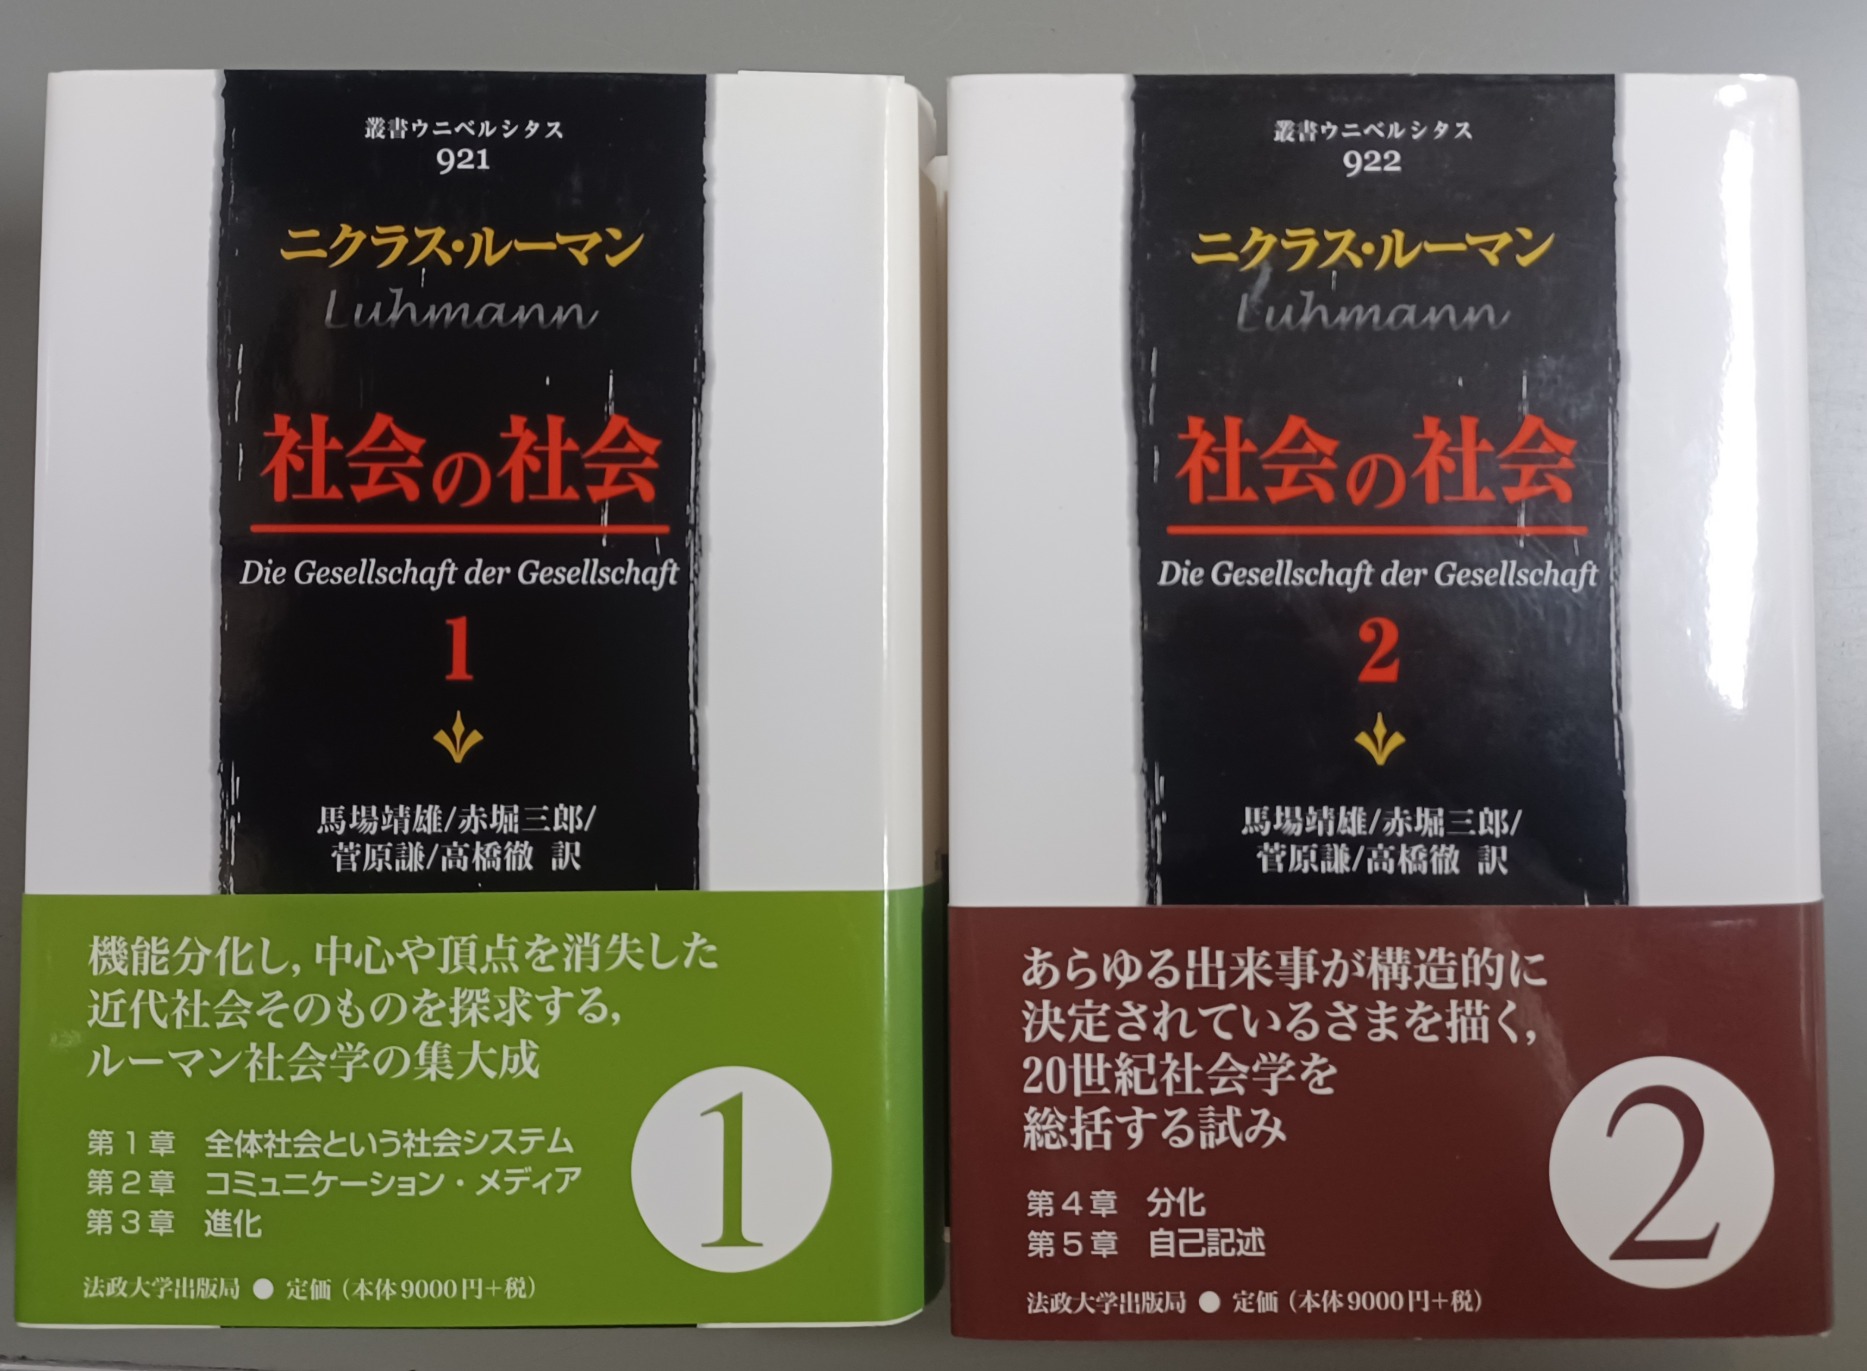 叢書ウニベルシタス
921
ニクラス・ルーマン
Luhmann
社会の社会
Die Gesellschaft der Gesellschaft
1
馬場靖雄/赤堀三郎/
菅原謙/高橋徹 訳
機能分化し，中心や頂点を消失した
近代社会そのものを探求する，
ルーマン社会学の集大成
第1章 全体社会という社会システム
第2章 コミュニケーション・メディア
第3章 進化
1
法政大学出版局 ● 定価（本体9000円+税）
叢書ウニベルシタス
922
ニクラス・ルーマン
Luhmann
社会の社会
Die Gesellschaft der Gesellschaft
2
馬場靖雄/赤堀三郎/
菅原謙/高橋徹 訳
あらゆる出来事が構造的に
決定されているさまを描く，
20世紀社会学を
総括する試み
第4章 分化
第5章 自己記述
2
法政大学出版局 ● 定価（本体9000円+税）